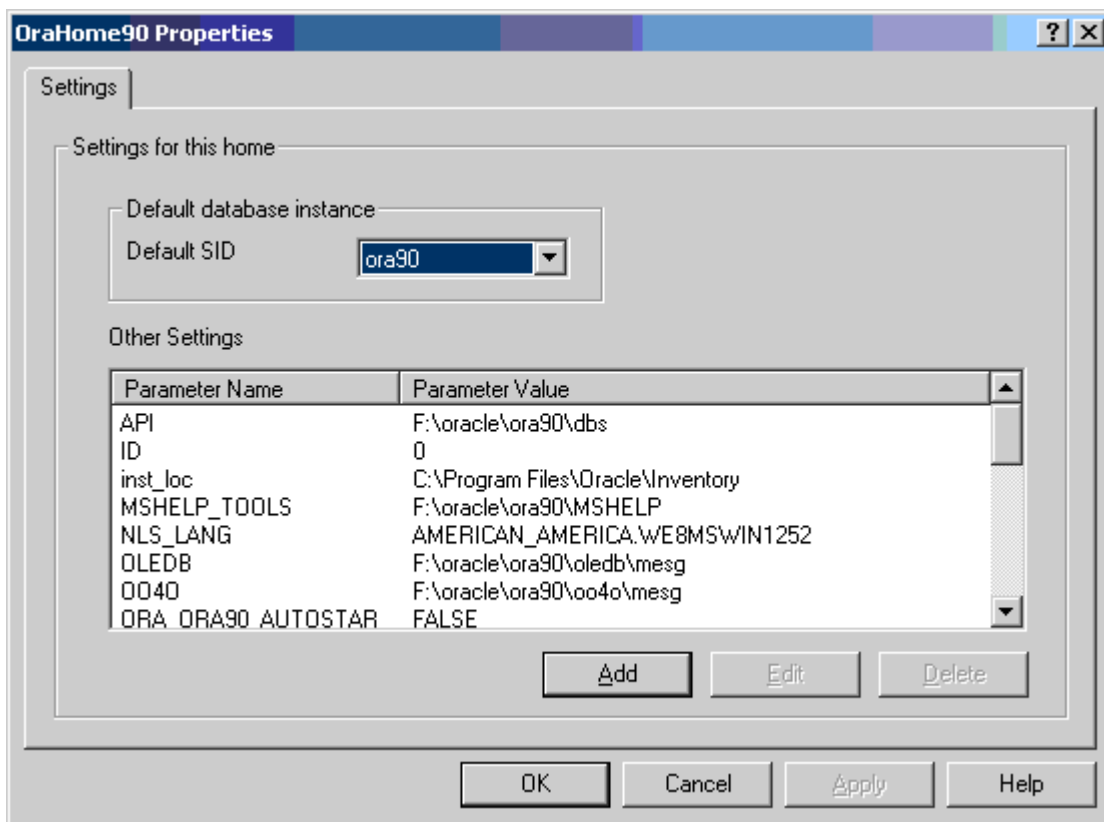 OraHome90 Properties
Settings
Settings for this home
Default database instance
Default SID ora90
Other Settings
Parameter Name Parameter Value
API F:\oracle\ora90\dbs
ID 0
inst_loc C:\Program Files\Oracle\Inventory
MSHELP_TOOLS F:\oracle\ora90\MSHELP
NLS_LANG AMERICAN_AMERICA.WE8MSWIN1252
OLEDB F:\oracle\ora90\oledb\mesg
OO4O F:\oracle\ora90\oo4o\mesg
ORA_ORA90_AUTOSTAR FALSE
Add Edit Delete
OK Cancel Apply Help